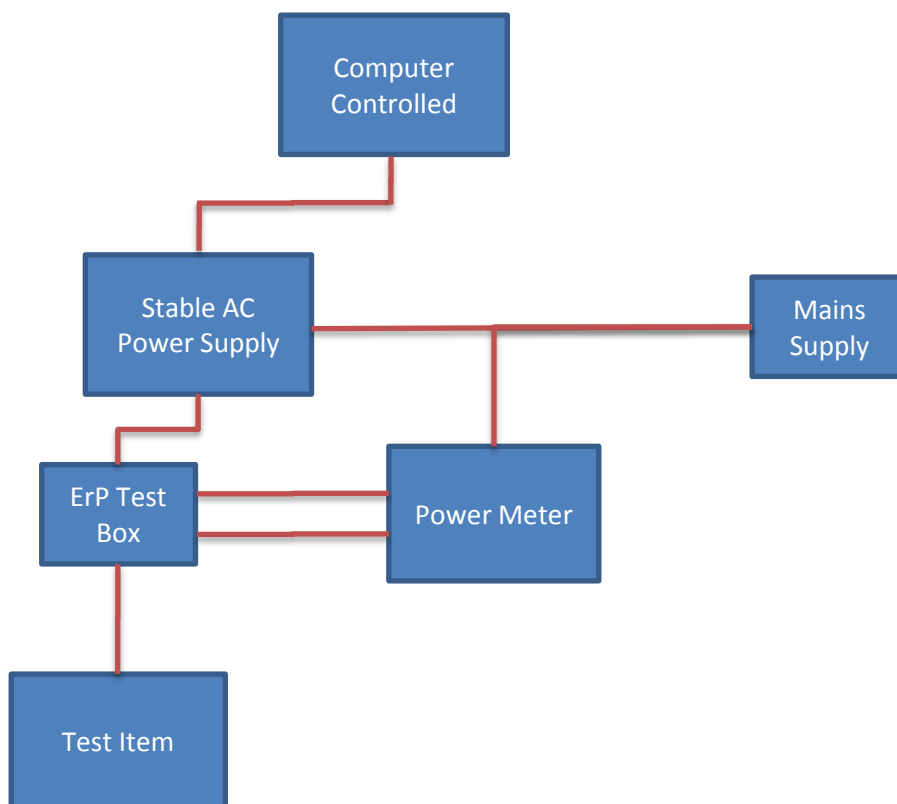 Computer
Controlled
Stable AC
Power Supply
Mains
Supply
ErP Test
Box
Power Meter
Test Item